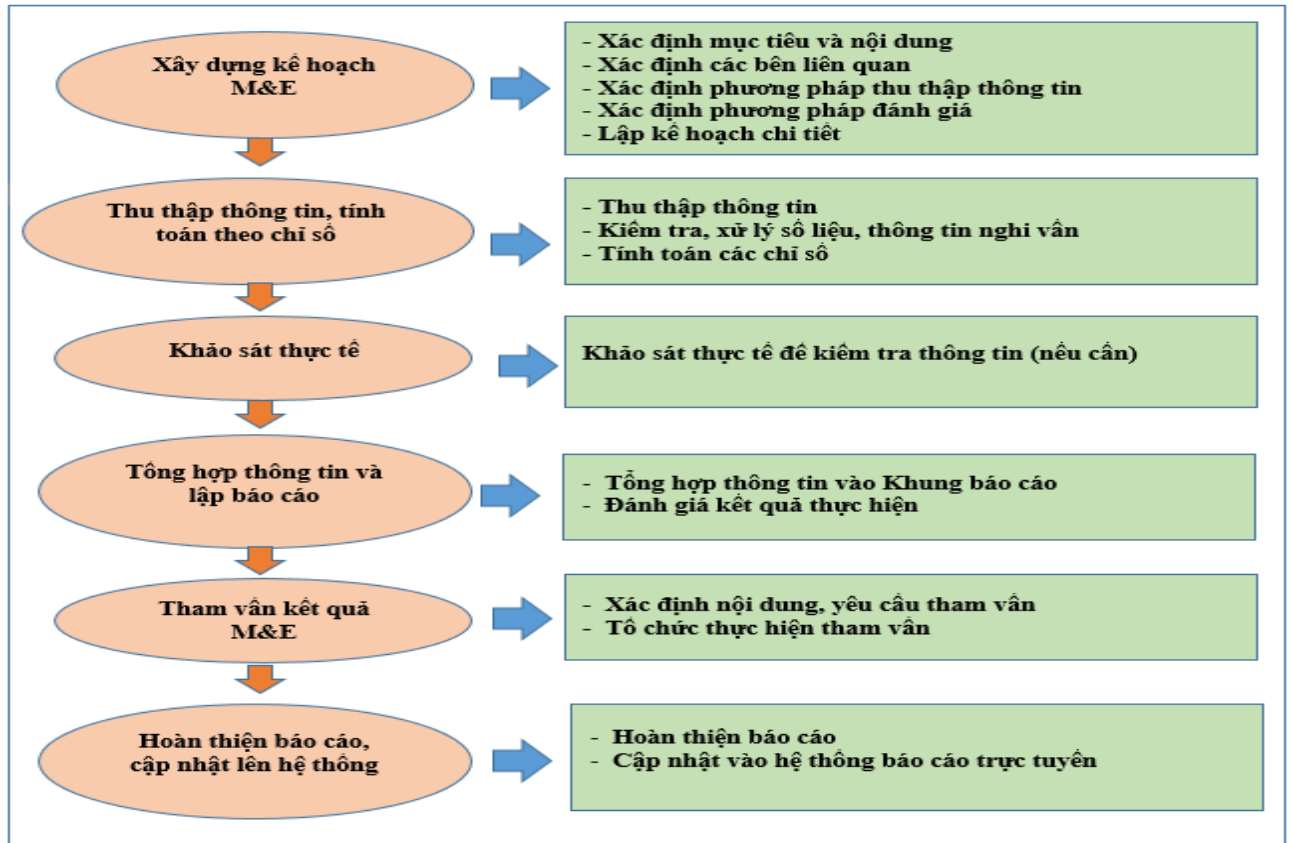 Xây dựng kế hoạch
M&E
- Xác định mục tiêu và nội dung
- Xác định các bên liên quan
- Xác định phương pháp thu thập thông tin
- Xác định phương pháp đánh giá
- Lập kế hoạch chi tiết
Thu thập thông tin, tính
toán theo chỉ số
- Thu thập thông tin
- Kiểm tra, xử lý số liệu, thông tin nghi vấn
- Tính toán các chỉ số
Khảo sát thực tế
Khảo sát thực tế để kiểm tra thông tin (nếu cần)
Tổng hợp thông tin và
lập báo cáo
- Tổng hợp thông tin vào Khung báo cáo
- Đánh giá kết quả thực hiện
Tham vấn kết quả
M&E
- Xác định nội dung, yêu cầu tham vấn
- Tổ chức thực hiện tham vấn
Hoàn thiện báo cáo,
cập nhật lên hệ thống
- Hoàn thiện báo cáo
- Cập nhật vào hệ thống báo cáo trực tuyến